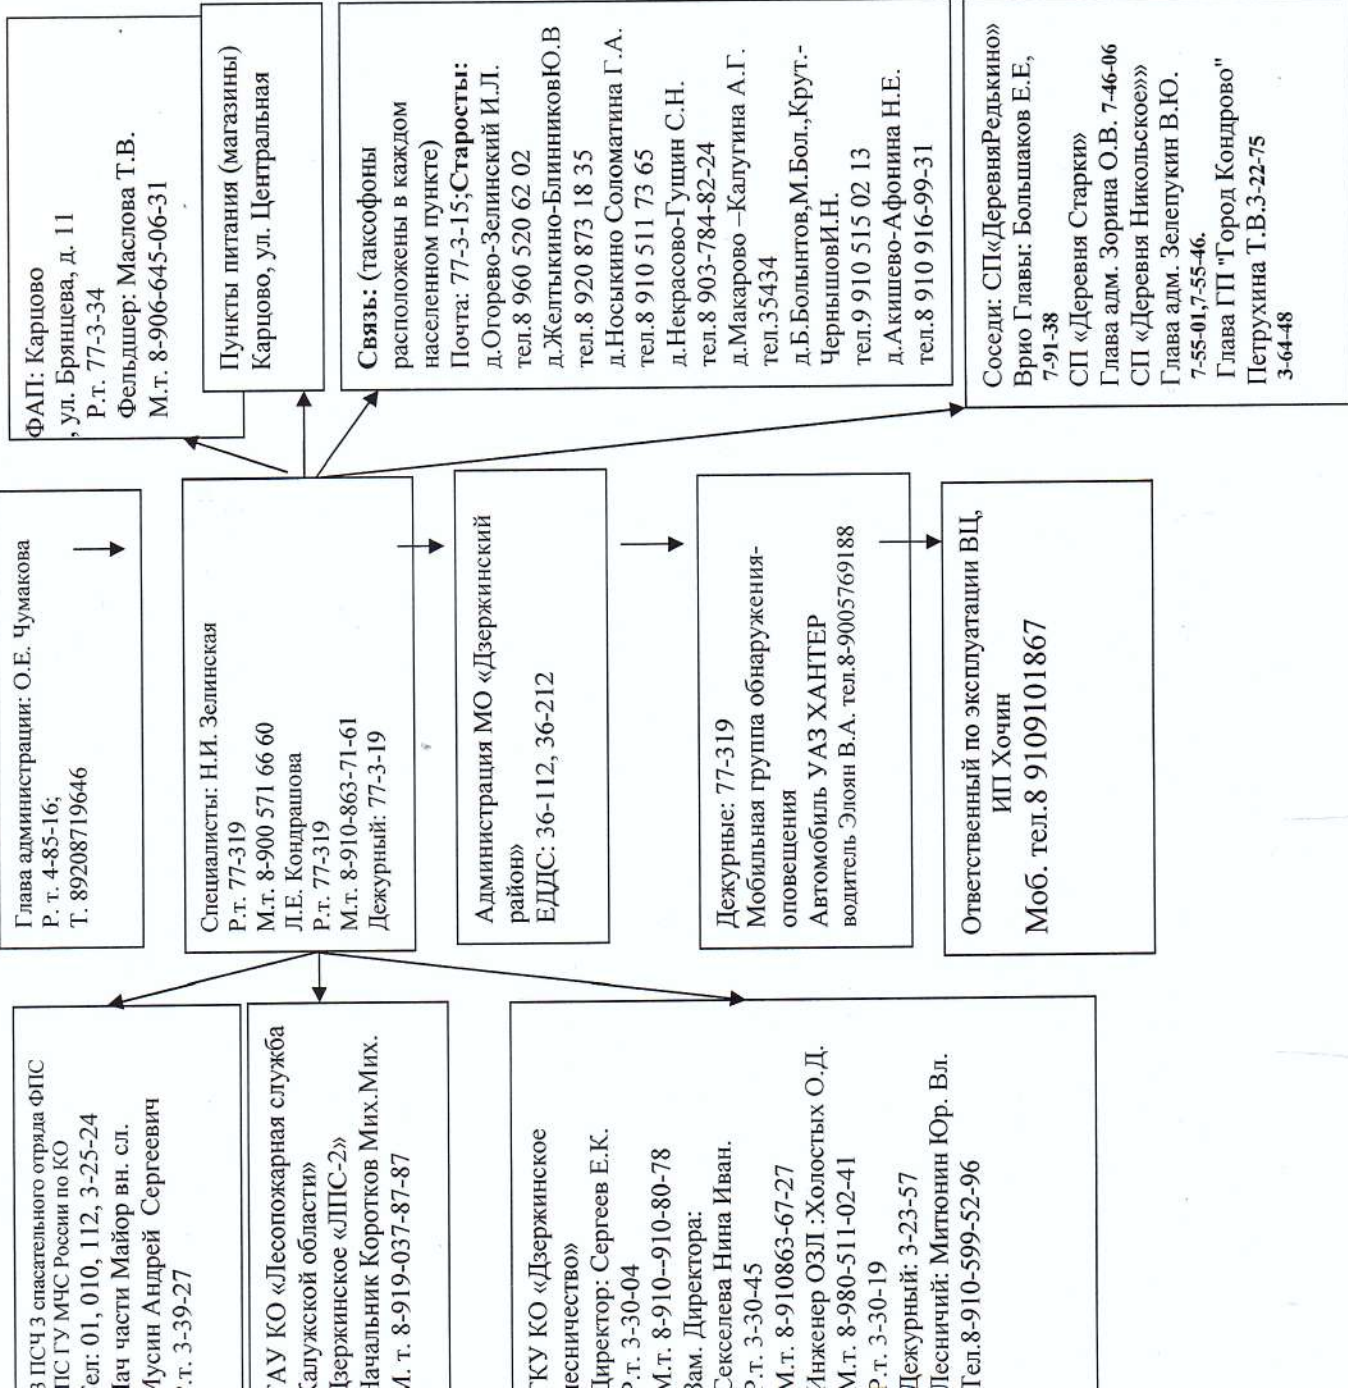 Глава администрации: О.Е. Чумакова
Р. т. 4-85-16;
Т. 89208719646
ПСЧ 3 спасательного отряда ФПС
ГУ МЧС России по КО
01, 010, 112, 3-25-24
части Майор вн. сл.
Мусин Андрей Сергеевич
3-39-27
КО «Лесопожарная служба
Калужской области»
Дзержинское «ЛПС-2»
Начальник Коротков Мих.Мих.
М. т. 8-919-037-87-87
ГКУ КО «Дзержинское
лесничество»
Директор: Сергеев Е.К.
Р.т. 3-30-04
М.т. 8-910--910-80-78
Зам. Директора:
Секселева Нина Иван.
Р.т. 3-30-45
М.т. 8-910863-67-27
Инженер ОЗЛ :Холостых О.Д.
М.т. 8-980-511-02-41
Р.т. 3-30-19
Дежурный: 3-23-57
Лесничий: Митюнин Юр. Вл.
Тел.8-910-599-52-96
Специалисты: Н.И. Зелинская
Р.т. 77-319
М.т. 8-900 571 66 60
Л.Е. Кондрашова
Р.т. 77-319
М.т. 8-910-863-71-61
Дежурный: 77-3-19
Администрация МО «Дзержинский
район»
ЕДДС: 36-112, 36-212
Дежурные: 77-319
Мобильная группа обнаружения-
оповещения
Автомобиль УАЗ ХАНТЕР
водитель Элоян В.А. тел.8-9005769188
Ответственный по эксплуатации ВЦ,
ИП Хочин
Моб. тел.8 9109101867
ФАП: Карцово
, ул. Брянцева, д. 11
Р.т. 77-3-34
Фельдшер: Маслова Т.В.
М.т. 8-906-645-06-31
Пункты питания (магазины)
Карцово, ул. Центральная
Связь: (таксофоны
расположены в каждом
населенном пункте)
Почта: 77-3-15;Старосты:
д.Огорево-Зелинский И.Л.
тел.8 960 520 62 02
д.Желтыкино-БлинниковЮ.В
тел.8 920 873 18 35
д.Носыкино Соломатина Г.А.
тел.8 910 511 73 65
д.Некрасово-Гущин С.Н.
тел.8 903-784-82-24
д.Макарово –Калугина А.Г.
тел.35434
д.Б.Болынтов,М.Бол.,Крут.-
ЧернышовИ.Н.
тел.9 910 515 02 13
д.Акишево-Афонина Н.Е.
тел.8 910 916-99-31
Соседи: СП«ДеревняРедькино»
Врио Главы: Большаков Е.Е,
7-91-38
СП «Деревня Старки»
Глава адм. Зорина О.В. 7-46-06
СП «Деревня Никольское»»
Глава адм. Зелепукин В.Ю.
7-55-01,7-55-46.
Глава ГП "Город Кондрово"
Петрухина Т.В.3-22-75
3-64-48